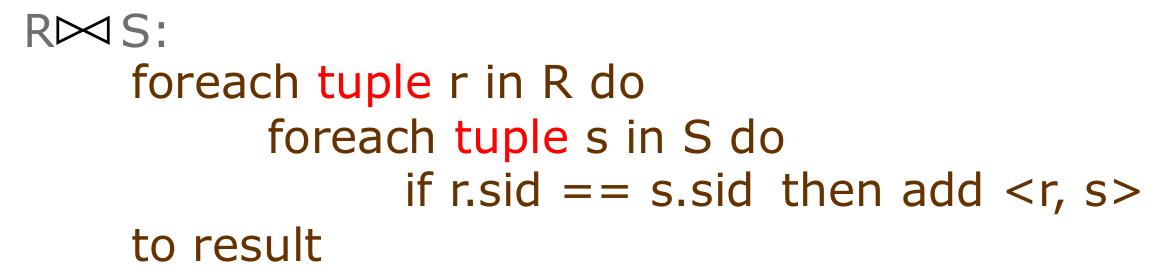 R⋈S:
foreach tuple r in R do
foreach tuple s in S do
if r.sid == s.sid then add <r, s>
to result